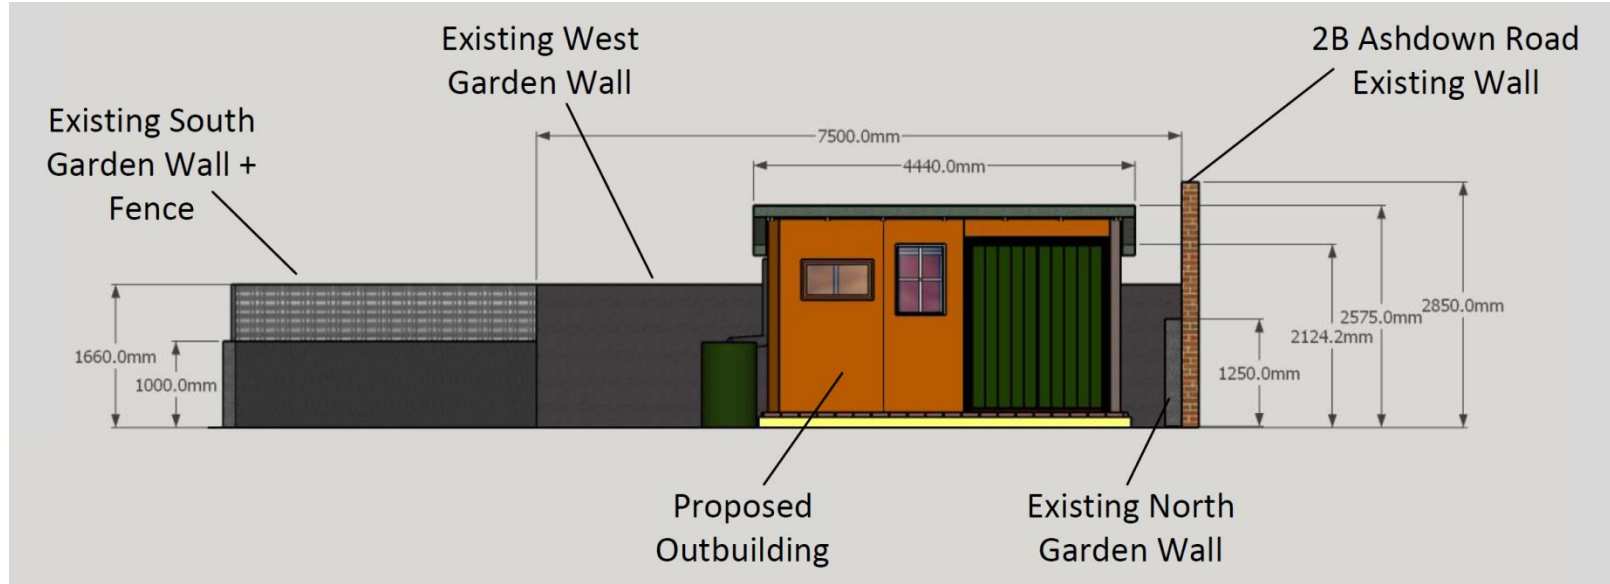 Existing West
Garden Wall
2B Ashdown Road
Existing Wall
Existing South
Garden Wall +
Fence
7500.0mm
4440.0mm
1660.0mm
1000.0mm
2850.0mm
2575.0mm
2124.2mm
1250.0mm
Proposed
Outbuilding
Existing North
Garden Wall